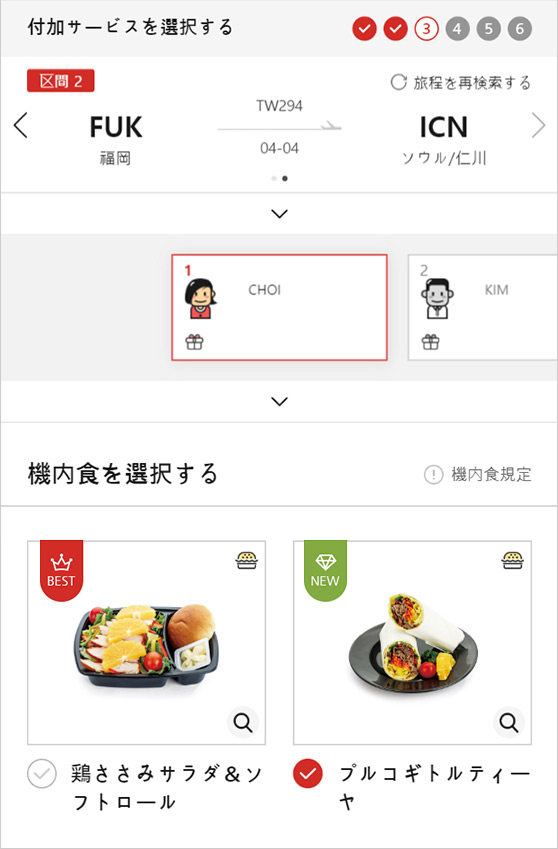 付加サービスを選択する
3 4 5 6
区間 2
旅程を再検索する
FUK
TW294
ICN
福岡
04-04
ソウル/仁川
1
CHOI
2
KIM
機内食を選択する
! 機内食規定
BEST
NEW
鶏ささみサラダ&ソ
フトロール
プルコギトルティー
ヤ